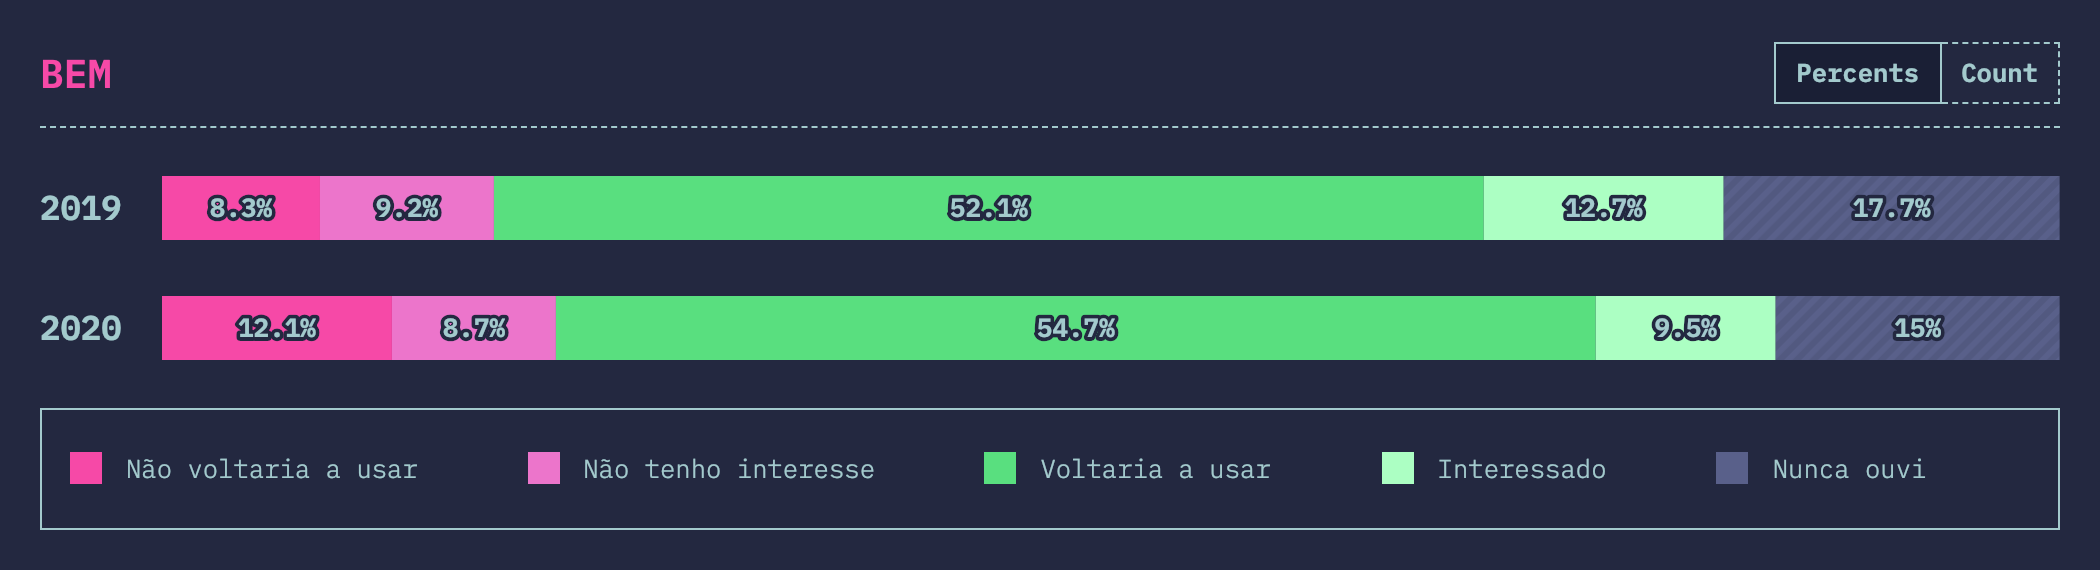 BEM
Percents Count
2019 8.3% 9.2% 52.1% 12.7% 17.7%
2020 12.1% 8.7% 54.7% 9.5% 15%
Não voltaria a usar Não tenho interesse Voltaria a usar Interessado Nunca ouvi